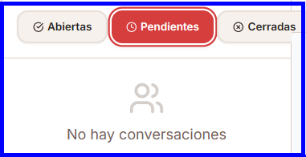 Abiertas Pendientes Cerradas
No hay conversaciones